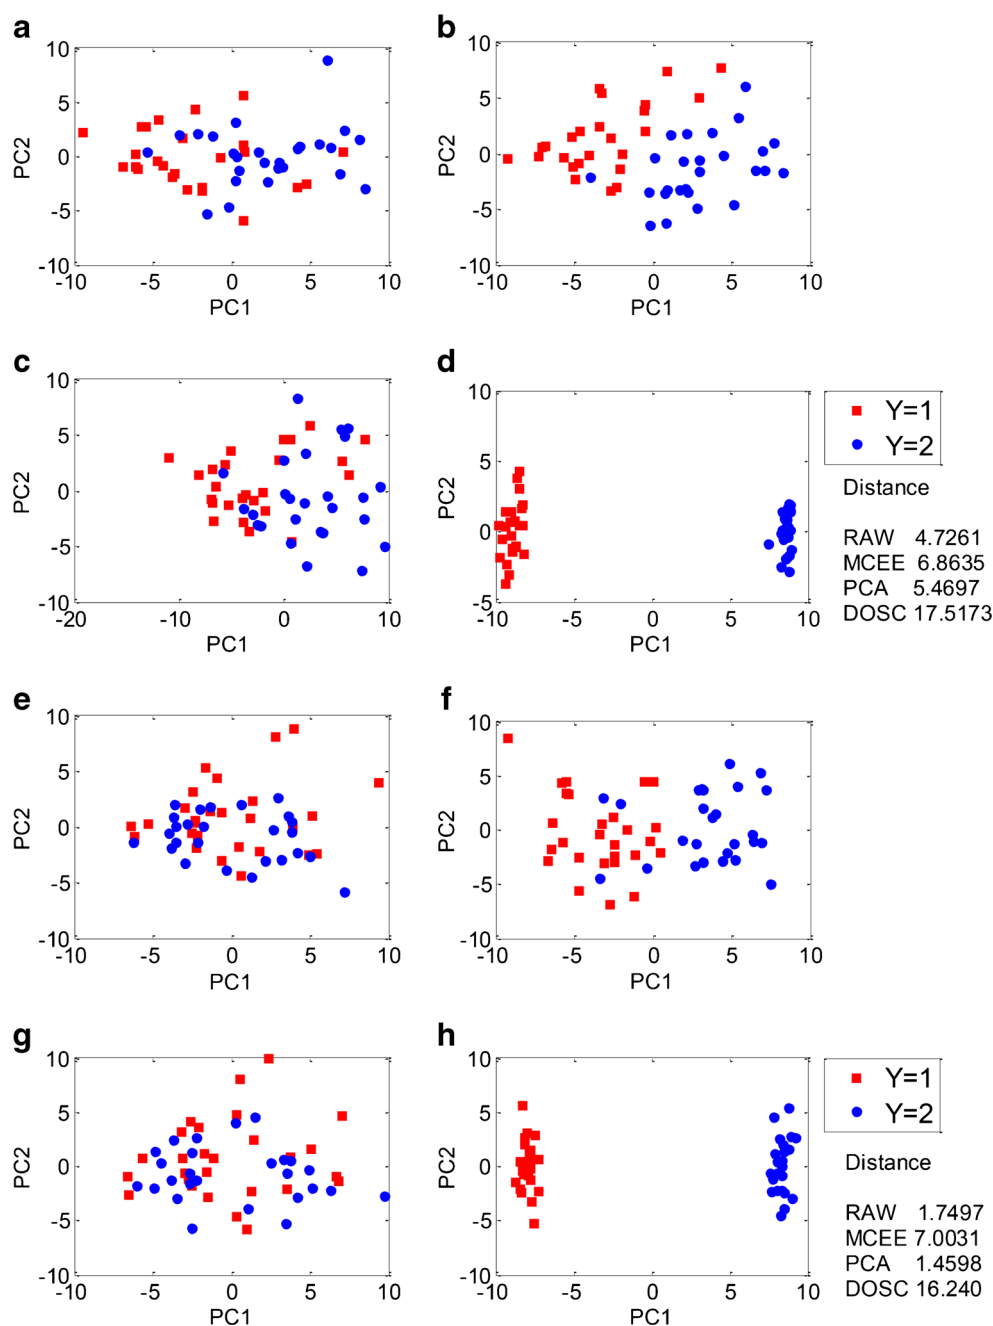 a
10
5
0
-5
-10
PC2
-10 -5 0 5 10
PC1
b
10
5
0
-5
-10
PC2
-10 -5 0 5 10
PC1
c
10
5
0
-5
-10
PC2
-20 -10 0 10
PC1
d
10
5
0
-5
PC2
-10 -5 0 5 10
PC1
Y=1
Y=2
Distance
RAW 4.7261
MCEE 6.8635
PCA 5.4697
DOSC 17.5173
e
10
5
0
-5
-10
PC2
-10 -5 0 5 10
PC1
f
10
5
0
-5
-10
PC2
-10 -5 0 5 10
PC1
g
10
5
0
-5
-10
PC2
-10 -5 0 5 10
PC1
h
10
5
0
-5
-10
PC2
-10 -5 0 5 10
PC1
Y=1
Y=2
Distance
RAW 1.7497
MCEE 7.0031
PCA 1.4598
DOSC 16.240